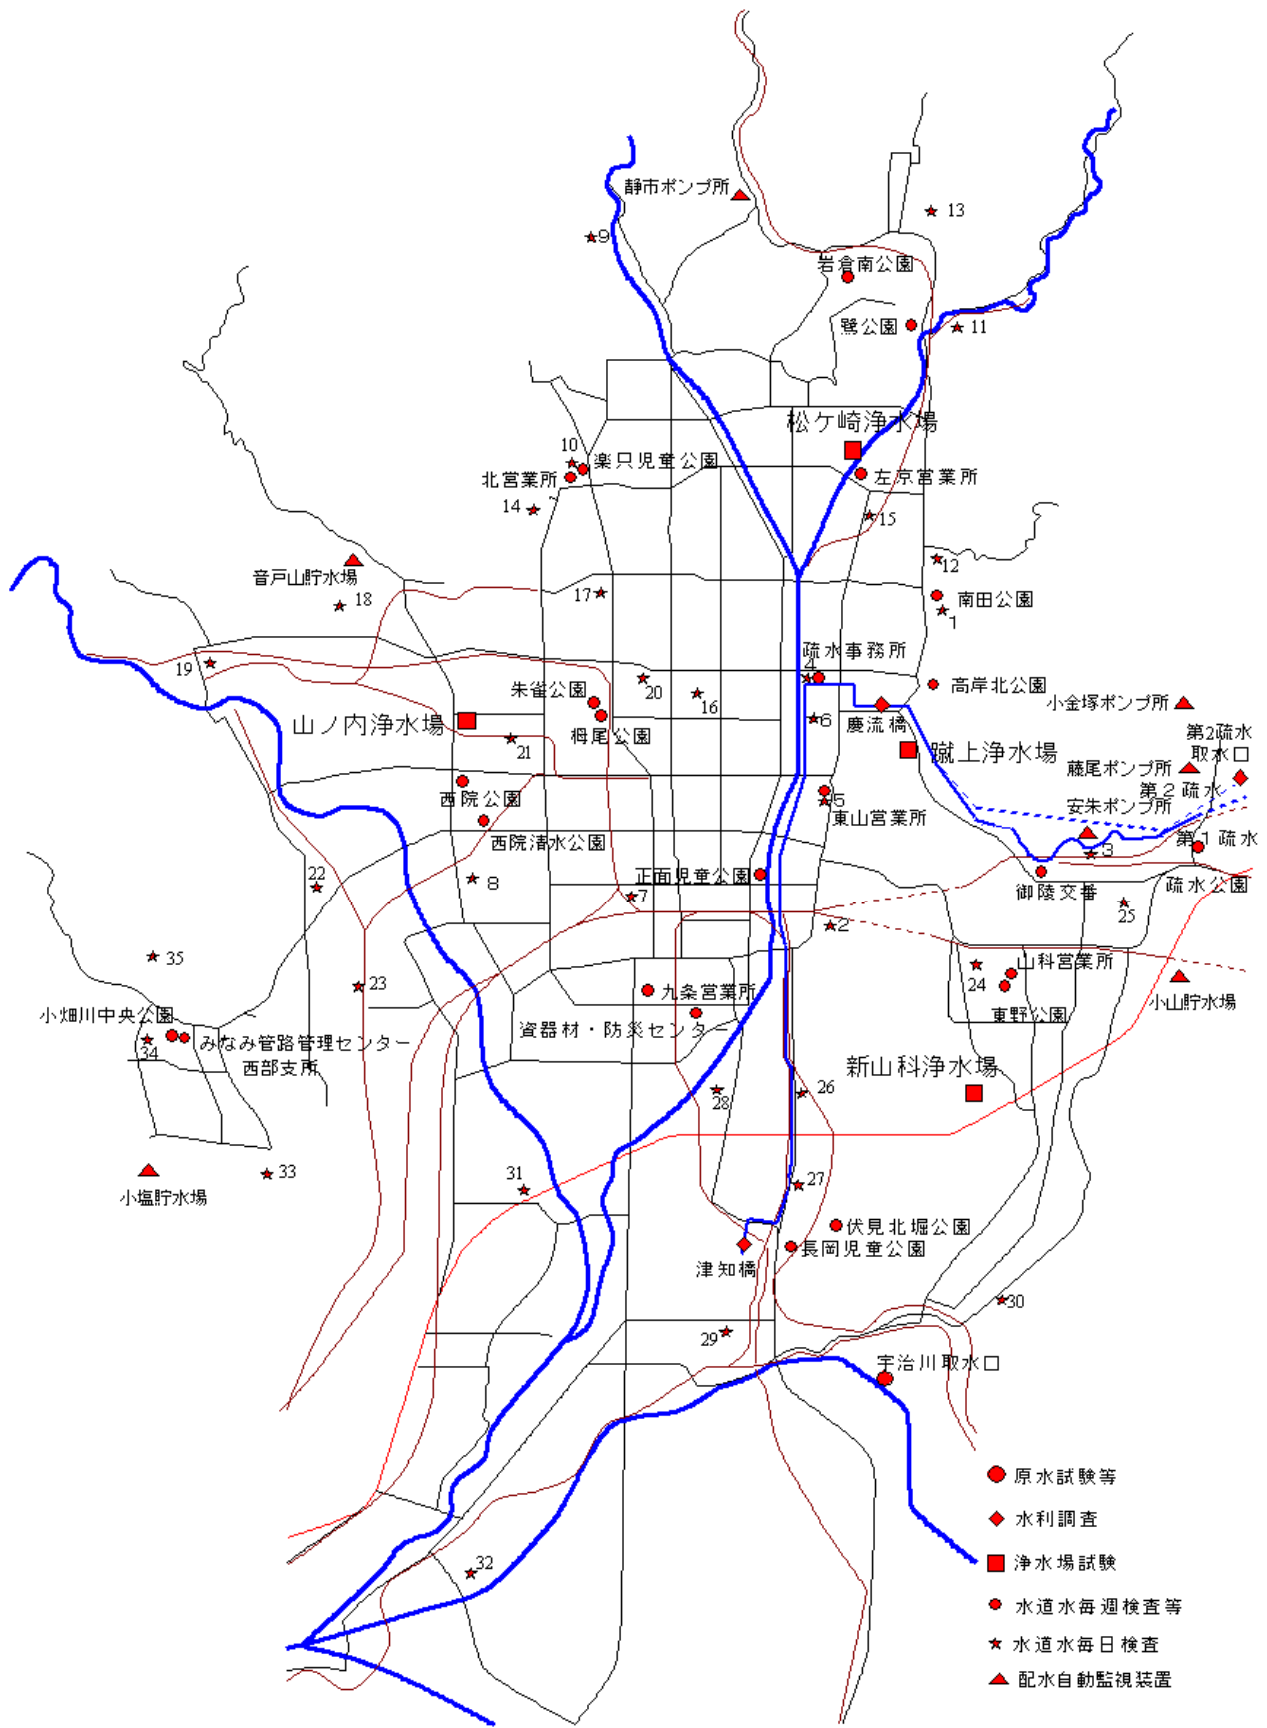 静市ポンプ所
13
9
岩倉南公園
鷺公園
11
松ケ崎浄水場
10
楽只児童公園
北営業所
左京営業所
14
15
12
音戸山貯水場
18
17
南田公園
1
疏水事務所
4
19
20
16
高岸北公園
朱雀公園
小金塚ポンプ所
6
慶流橋
山ノ内浄水場
栂尾公園
第2疏水
取水口
21
蹴上浄水場
藤尾ポンプ所
第２疏水
西院公園
5
安朱ポンプ所
東山営業所
西院清水公園
第１疏水
3
22
8
正面児童公園
御陵交番
疏水公園
7
25
2
35
山科営業所
23
24
九条営業所
小山貯水場
小畑川中央公園
東野公園
資器材・防災センター
みなみ管路管理センター
西部支所
34
新山科浄水場
28
26
33
31
27
小塩貯水場
伏見北堀公園
長岡児童公園
津知橋
30
29
宇治川取水口
原水試験等
水利調査
浄水場試験
32
水道水毎週検査等
水道水毎日検査
配水自動監視装置